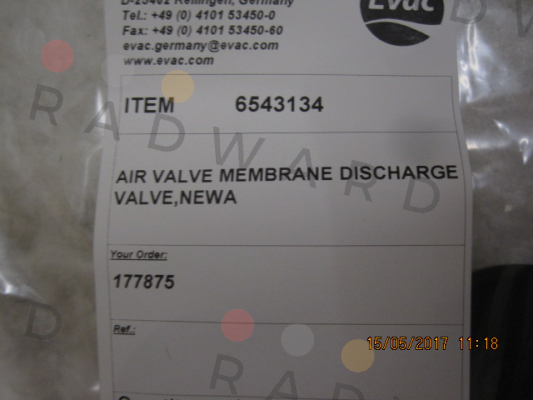 D-25462 Rellingen, Germany
Tel.: +49 (0) 4101 53450-0
Fax: +49 (0) 4101 53450-60
evac.germany@evac.com
www.evac.com
Evac
ITEM 6543134
AIR VALVE MEMBRANE DISCHARGE
VALVE,NEWA
Your Order:
177875
Ref.:
15/05/2017 11:18
RADWARD
RADWARD